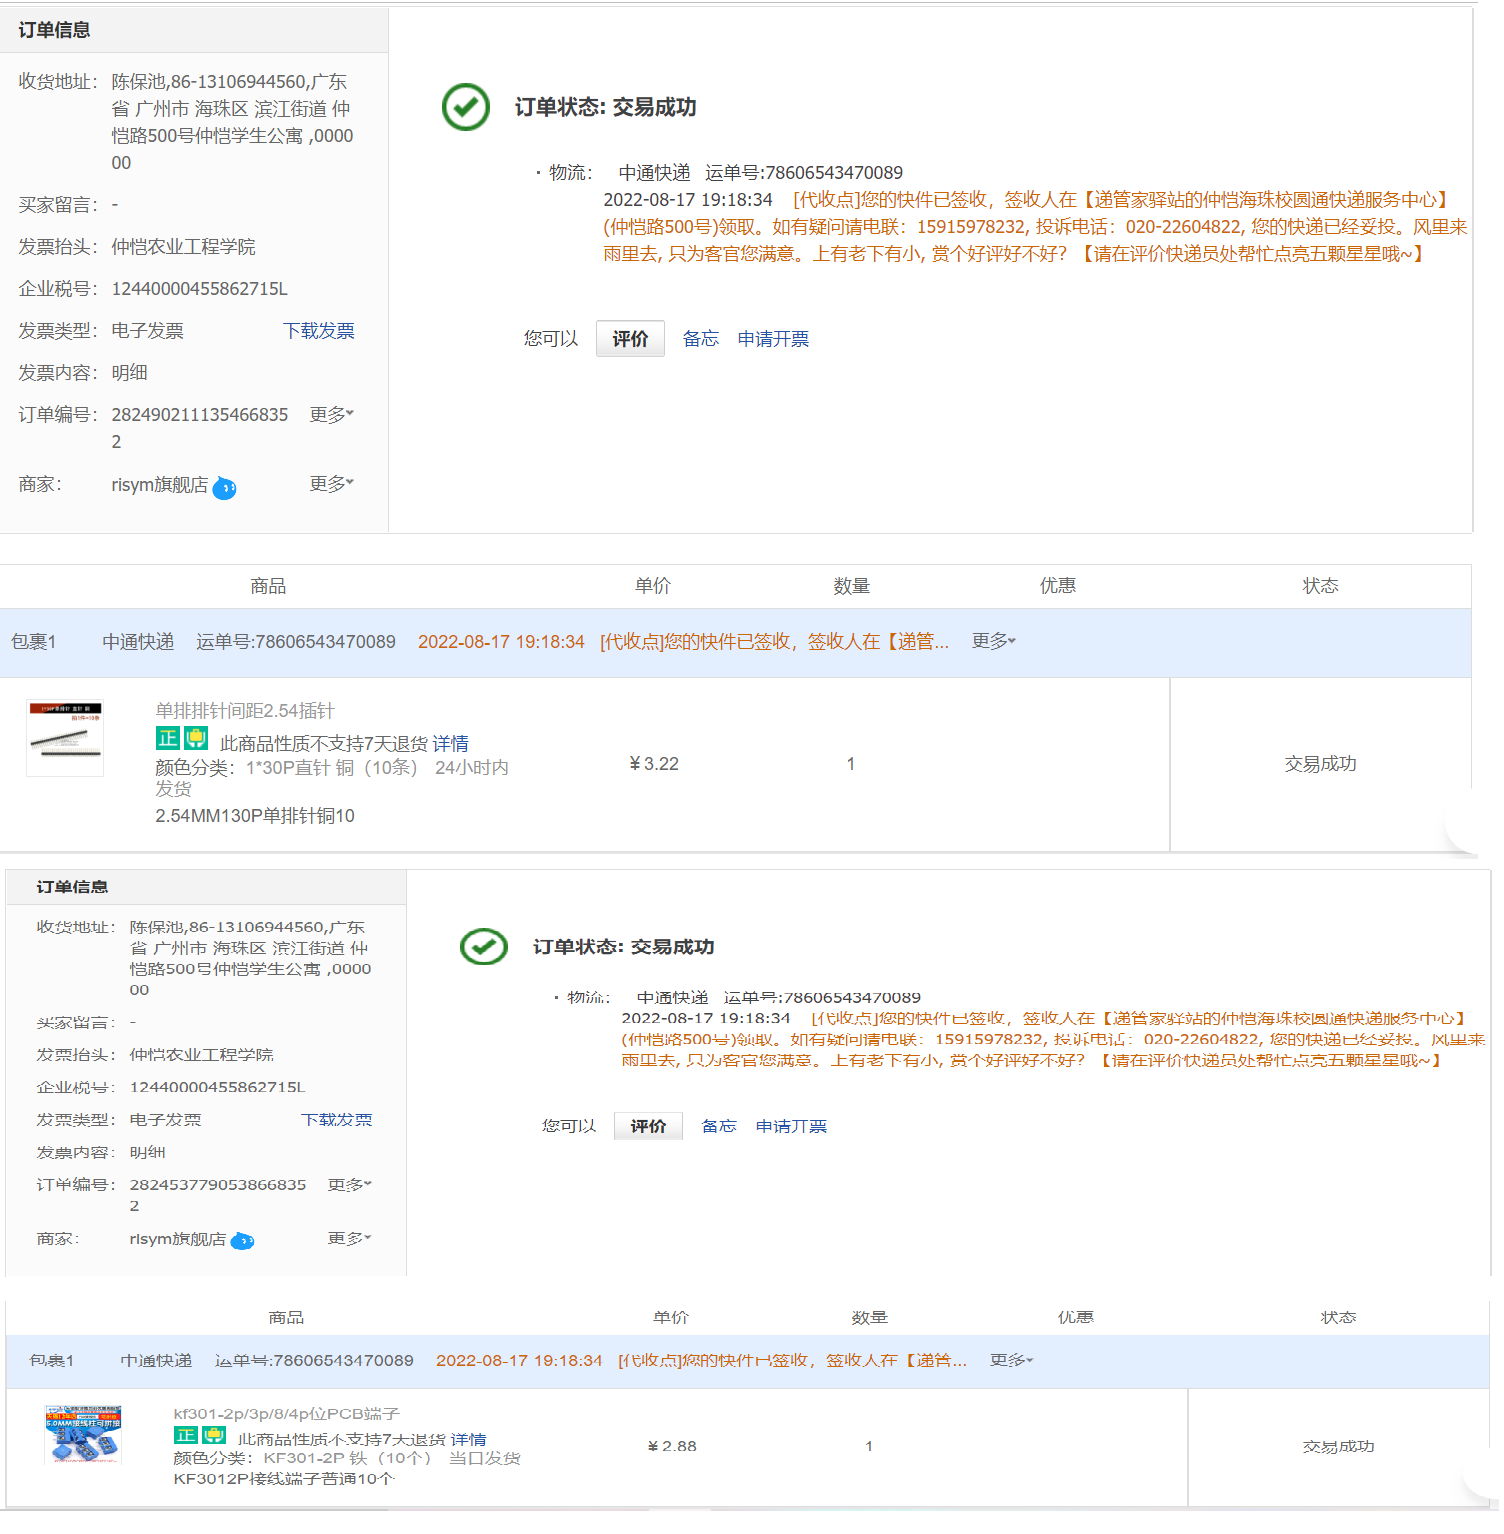 订单信息
收货地址： 陈保池,86-13106944560,广东
省 广州市 海珠区 滨江街道 仲
恺路500号仲恺学生公寓 ,0000
00
买家留言： -
发票抬头： 仲恺农业工程学院
企业税号： 12440000455862715L
发票类型： 电子发票 下载发票
发票内容： 明细
订单编号： 282490211135466835 更多
2
商家： risym旗舰店 更多
订单状态: 交易成功
· 物流： 中通快递 运单号:78606543470089
2022-08-17 19:18:34 [代收点]您的快件已签收，签收人在【递管家驿站的仲恺海珠校圆通快递服务中心】
(仲恺路500号)领取。如有疑问请电联：15915978232, 投诉电话：020-22604822, 您的快递已经妥投。风里来
雨里去, 只为客官您满意。上有老下有小, 赏个好评好不好？【请在评价快递员处帮忙点亮五颗星星哦~】
您可以 评价 备忘 申请开票
商品 单价 数量 优惠 状态
包裹1 中通快递 运单号:78606543470089 2022-08-17 19:18:34 [代收点]您的快件已签收，签收人在【递管... 更多
单排排针间距2.54插针
正 此商品性质不支持7天退货 详情
颜色分类：1*30P直针 铜（10条） 24小时内
发货
2.54MM130P单排针铜10
¥3.22 1 交易成功
订单信息
收货地址： 陈保池,86-13106944560,广东
省 广州市 海珠区 滨江街道 仲
恺路500号仲恺学生公寓 ,0000
00
买家留言： -
发票抬头： 仲恺农业工程学院
企业税号： 12440000455862715L
发票类型： 电子发票 下载发票
发票内容： 明细
订单编号： 282453779053866835 更多
2
商家： risym旗舰店 更多
订单状态: 交易成功
· 物流： 中通快递 运单号:78606543470089
2022-08-17 19:18:34 [代收点]您的快件已签收，签收人在【递管家驿站的仲恺海珠校圆通快递服务中心】
(仲恺路500号)领取。如有疑问请电联：15915978232, 投诉电话：020-22604822, 您的快递已经妥投。风里来
雨里去, 只为客官您满意。上有老下有小, 赏个好评好不好？【请在评价快递员处帮忙点亮五颗星星哦~】
您可以 评价 备忘 申请开票
商品 单价 数量 优惠 状态
包裹1 中通快递 运单号:78606543470089 2022-08-17 19:18:34 [代收点]您的快件已签收，签收人在【递管... 更多
5.0MM接线柱可拼接
kf301-2p/3p/8/4p位PCB端子
正 此商品性质不支持7天退货 详情
颜色分类：KF301-2P 铁（10个） 当日发货
KF3012P接线端子普通10个
¥2.88 1 交易成功